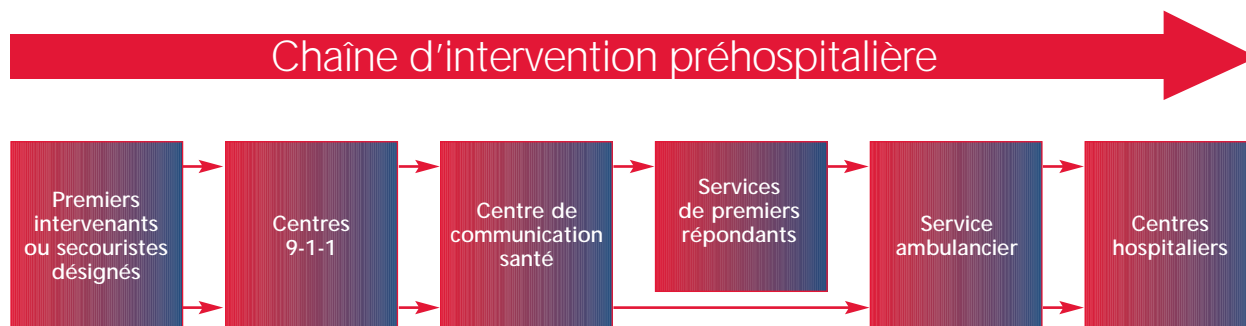 Chaîne d'intervention préhospitalière
Premiers
intervenants
ou secouristes
désignés
Centres
9-1-1
Centre de
communication
santé
Services
de premiers
répondants
Service
ambulancier
Centres
hospitaliers